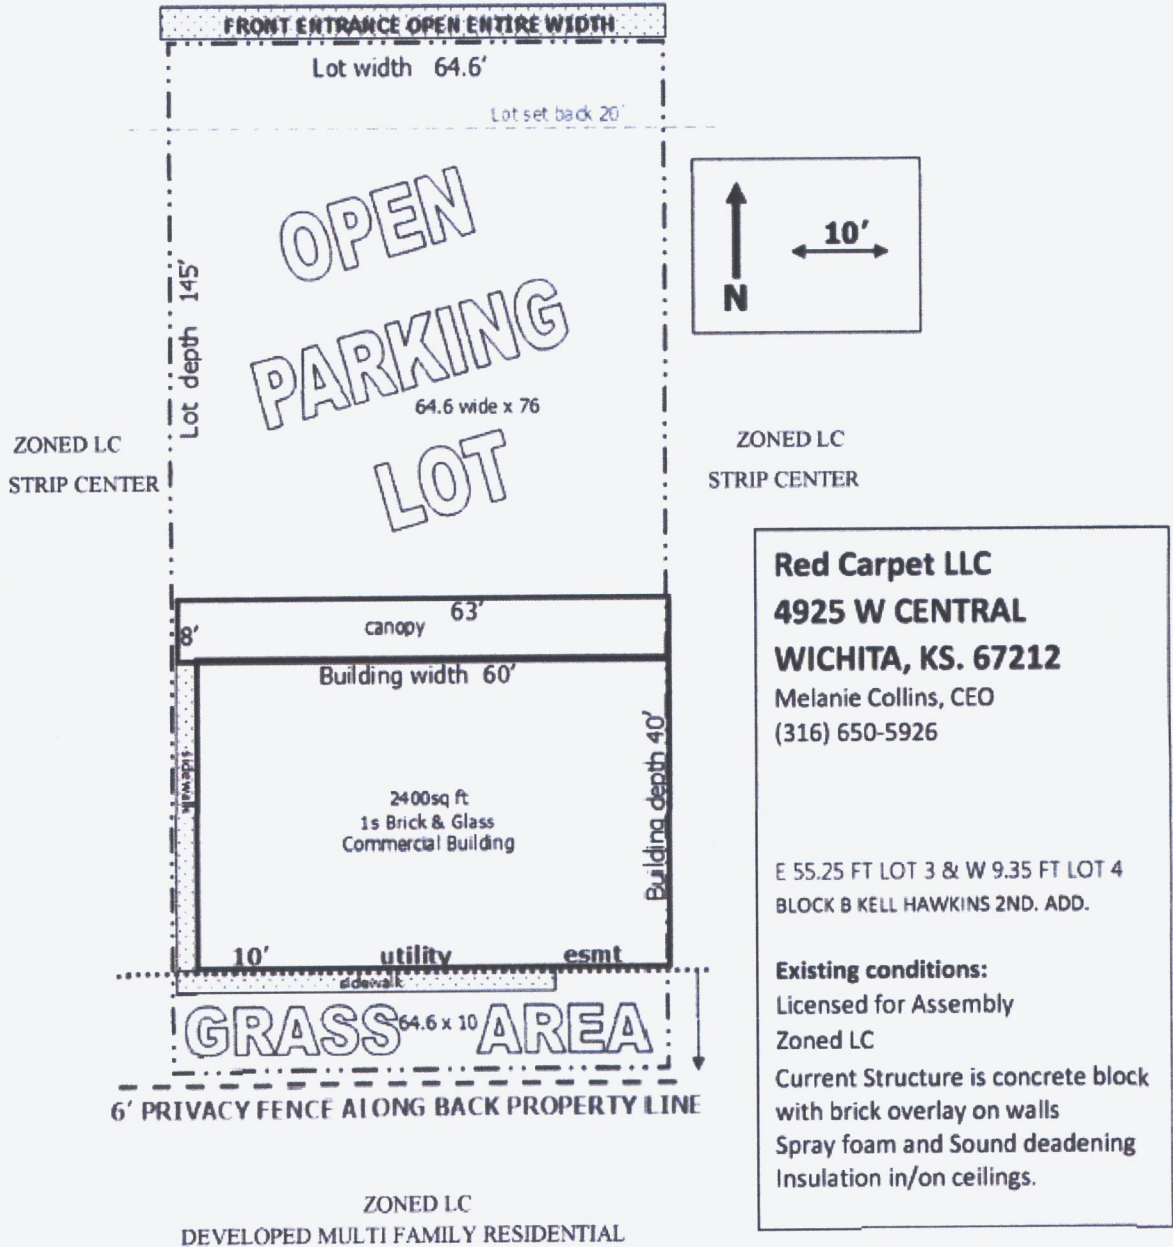 FRONT ENTRANCE OPEN ENTIRE WIDTH
Lot width 64.6'
Lot set back 20'
OPEN
PARKING
64.6 wide x 76
LOT
Lot depth 145'
10'
N
ZONED LC
STRIP CENTER
ZONED LC
STRIP CENTER
63'
8'
canopy
Building width 60'
sidewalk
2400sq ft
1s Brick & Glass
Commercial Building
Building depth 40'
10' utility esmt
sidewalk
GRASS 64.6 x 10 AREA
6' PRIVACY FENCE ALONG BACK PROPERTY LINE
ZONED LC
DEVELOPED MULTI FAMILY RESIDENTIAL
Red Carpet LLC
4925 W CENTRAL
WICHITA, KS. 67212
Melanie Collins, CEO
(316) 650-5926
E 55.25 FT LOT 3 & W 9.35 FT LOT 4
BLOCK B KELL HAWKINS 2ND. ADD.
Existing conditions:
Licensed for Assembly
Zoned LC
Current Structure is concrete block
with brick overlay on walls
Spray foam and Sound deadening
Insulation in/on ceilings.